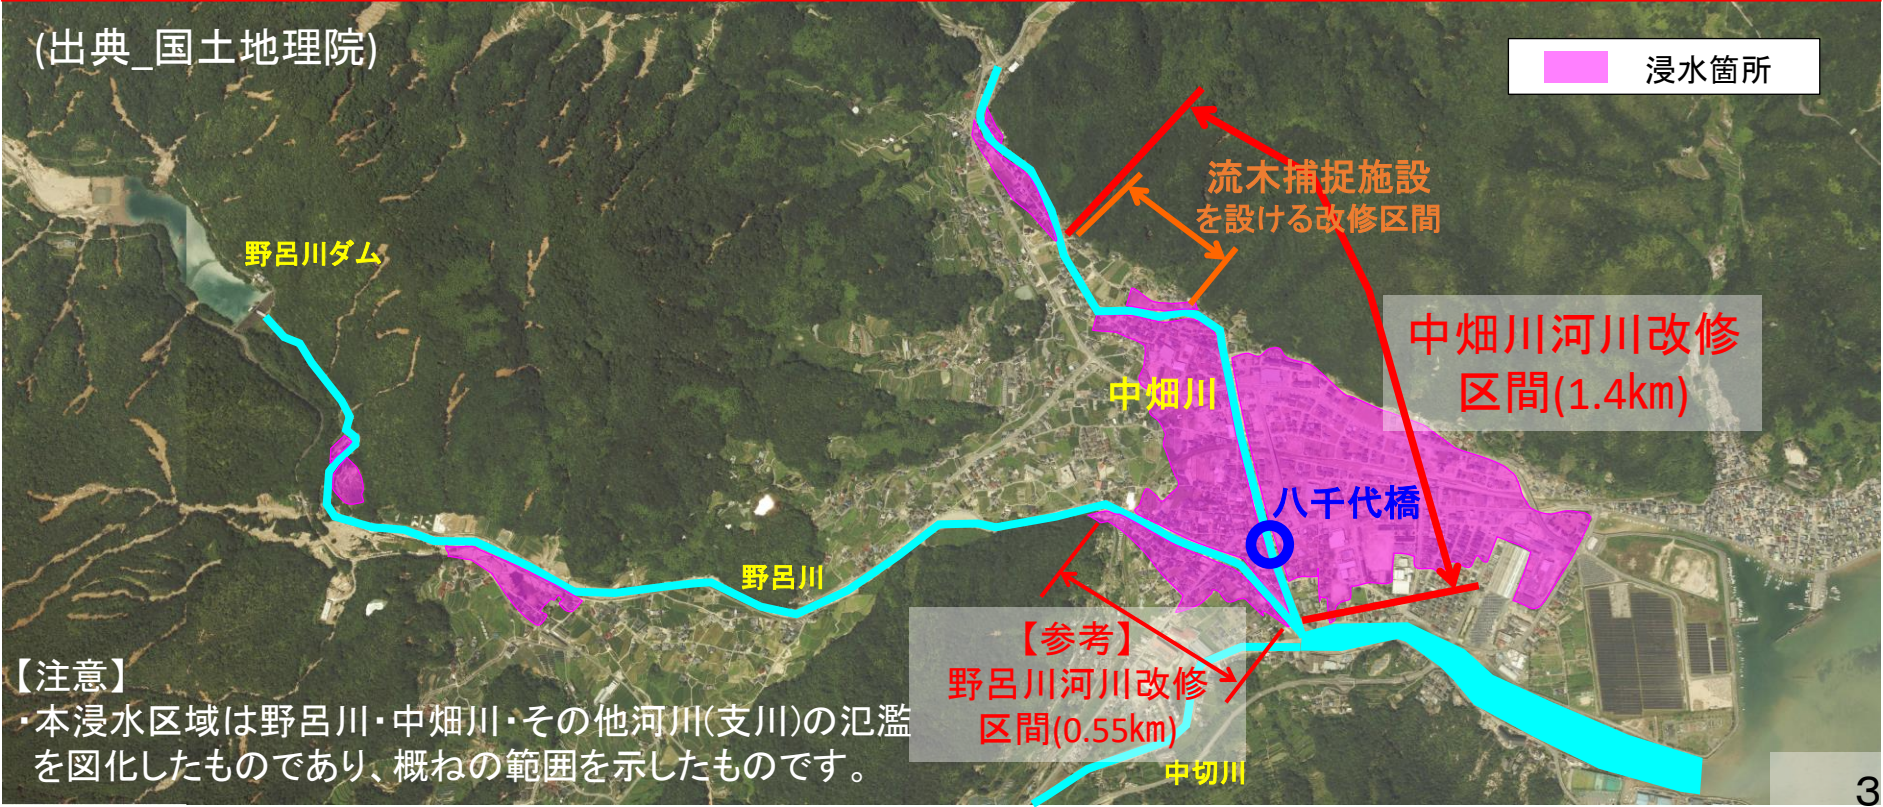 (出典_国土地理院)
浸水箇所
流木捕捉施設
を設ける改修区間
野呂川ダム
中畑川河川改修
区間(1.4km)
中畑川
八千代橋
野呂川
【参考】
野呂川河川改修
区間(0.55km)
【注意】
・本浸水区域は野呂川・中畑川・その他河川(支川)の氾濫
を図化したものであり、概ねの範囲を示したものです。
中切川
3